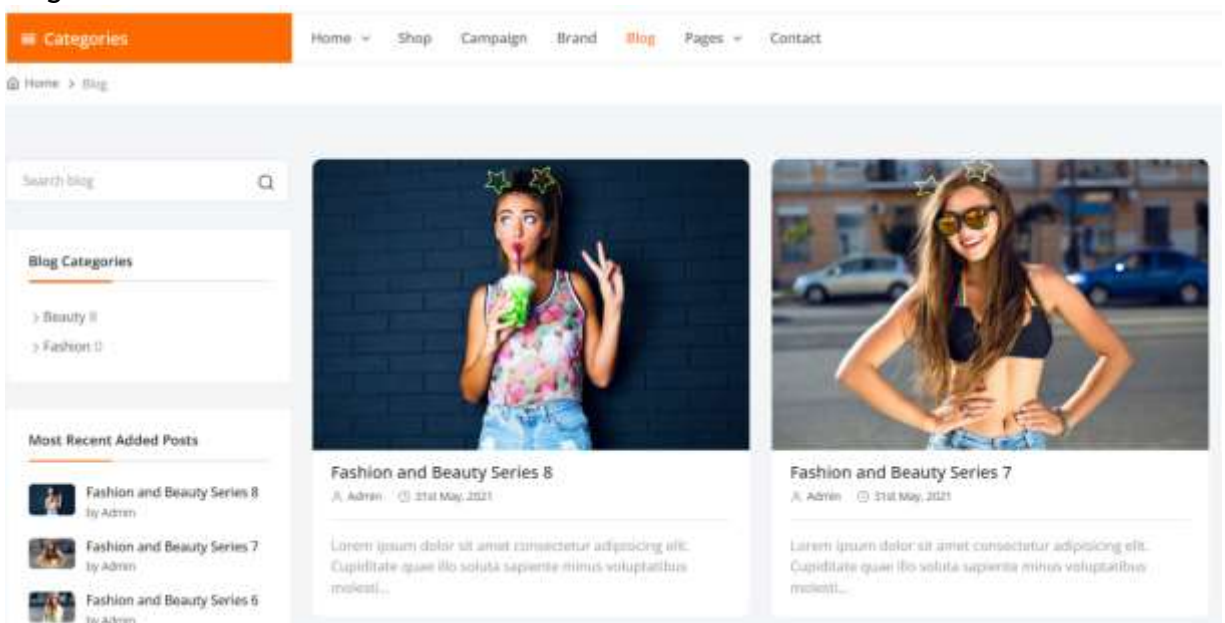 Categories
Home Shop Campaign Brand Blog Pages Contact
Home > Blog
Search blog
Blog Categories
> Beauty 8
> Fashion 0
Most Recent Added Posts
Fashion and Beauty Series 8
by Admin
Fashion and Beauty Series 7
by Admin
Fashion and Beauty Series 6
by Admin
Fashion and Beauty Series 8
Admin 31st May, 2021
Lorem ipsum dolor sit amet consectetur adipisicing elit.
Cupiditate quae illo soluta sapiente minus voluptatibus
molesti...
Fashion and Beauty Series 7
Admin 31st May, 2021
Lorem ipsum dolor sit amet consectetur adipisicing elit.
Cupiditate quae illo soluta sapiente minus voluptatibus
molesti...